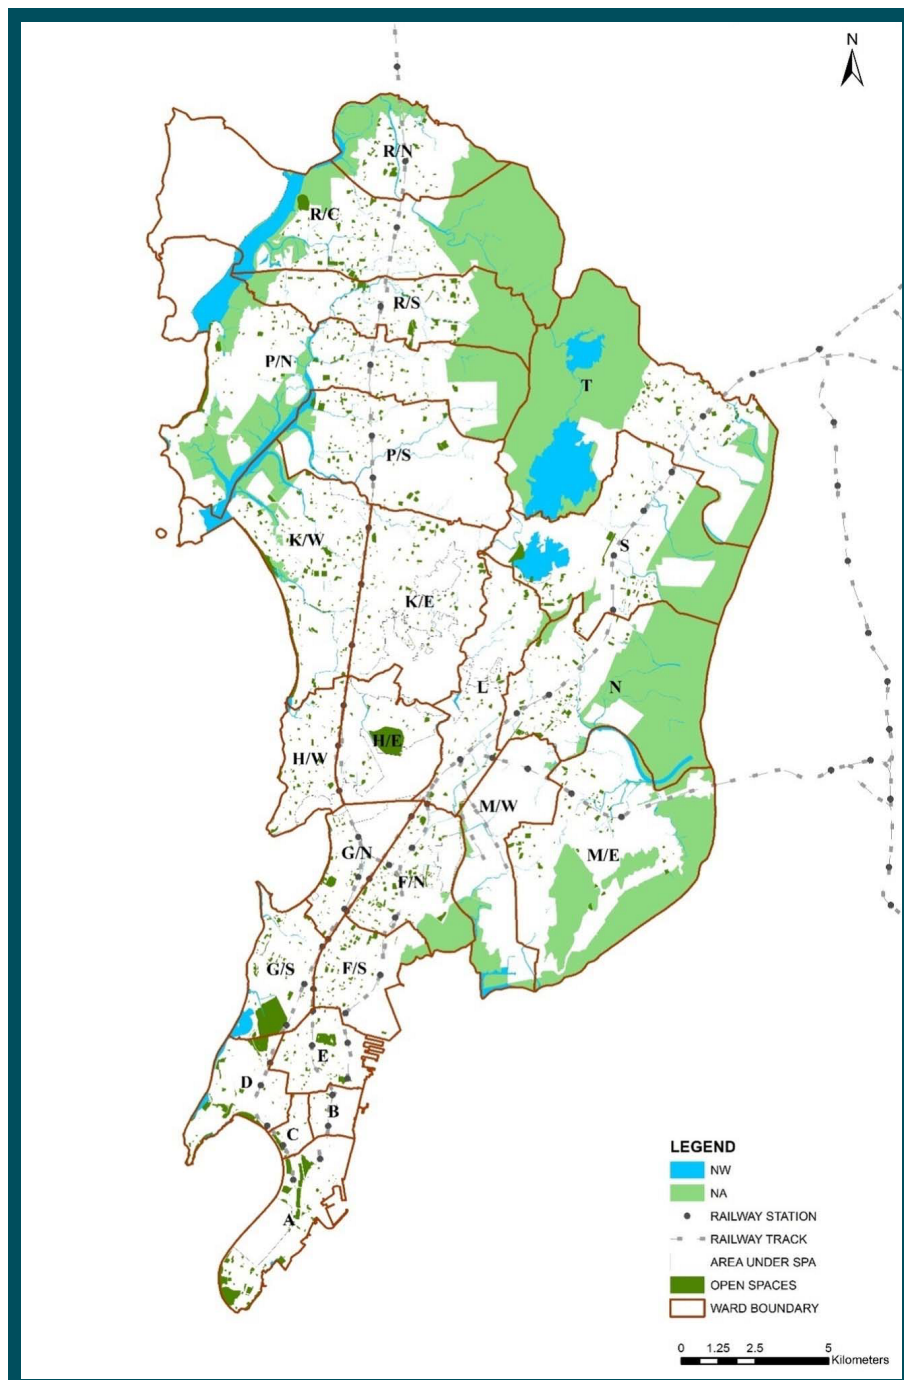 N
R/N
R/C
R/S
P/N
T
P/S
K/W
S
K/E
L
N
H/E
H/W
M/W
G/N
M/E
F/N
G/S
F/S
E
D
B
C
A
LEGEND
NW
NA
RAILWAY STATION
RAILWAY TRACK
AREA UNDER SPA
OPEN SPACES
WARD BOUNDARY
0 1.25 2.5 5
Kilometers